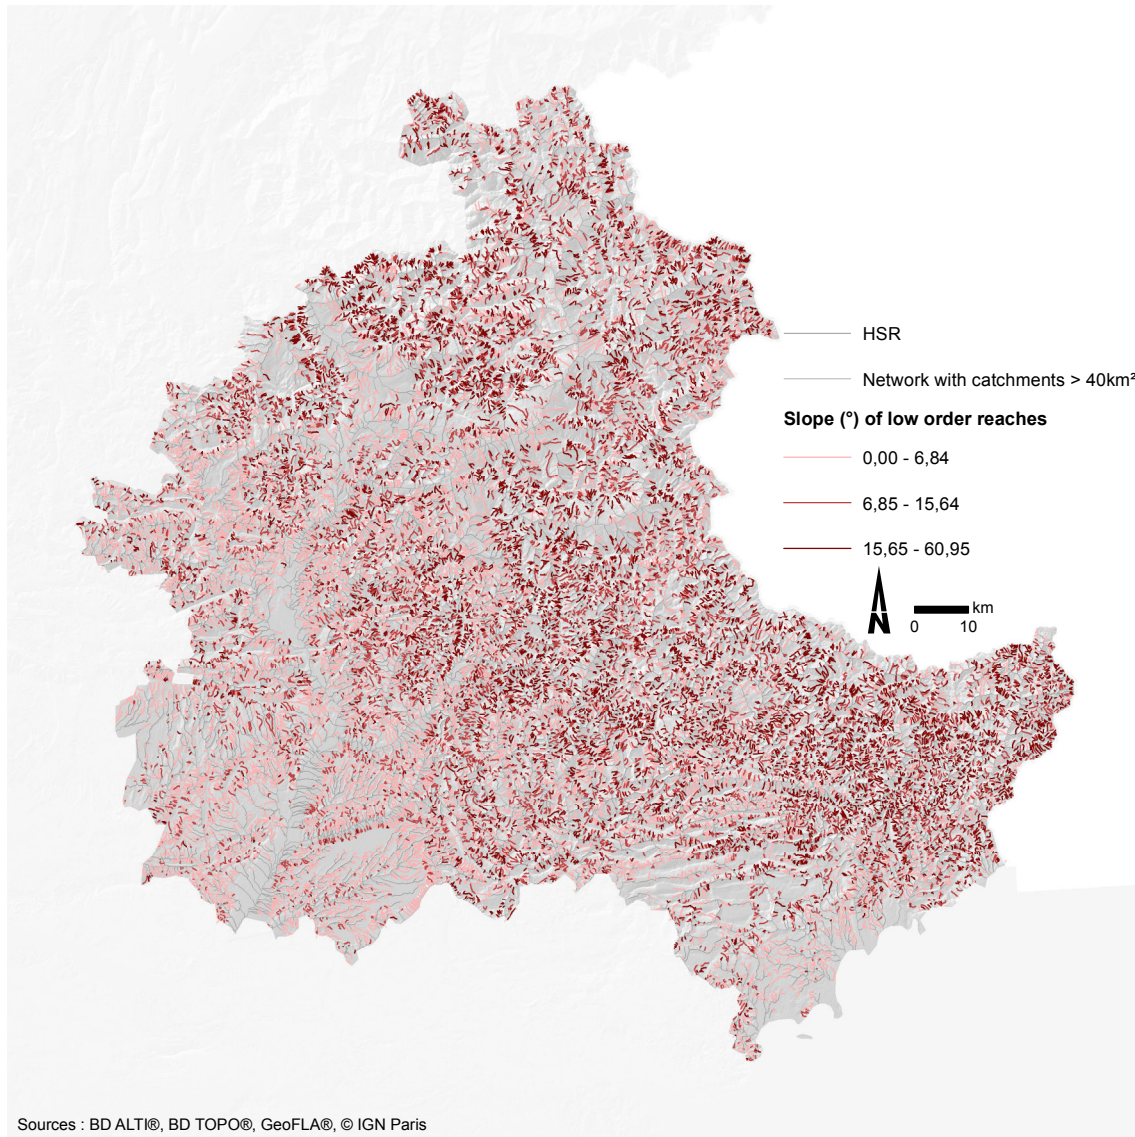 HSR
Network with catchments > 40km²
Slope (°) of low order reaches
0,00 - 6,84
6,85 - 15,64
15,65 - 60,95
N
km
0 10
Sources : BD ALTI®, BD TOPO®, GeoFLA®, © IGN Paris